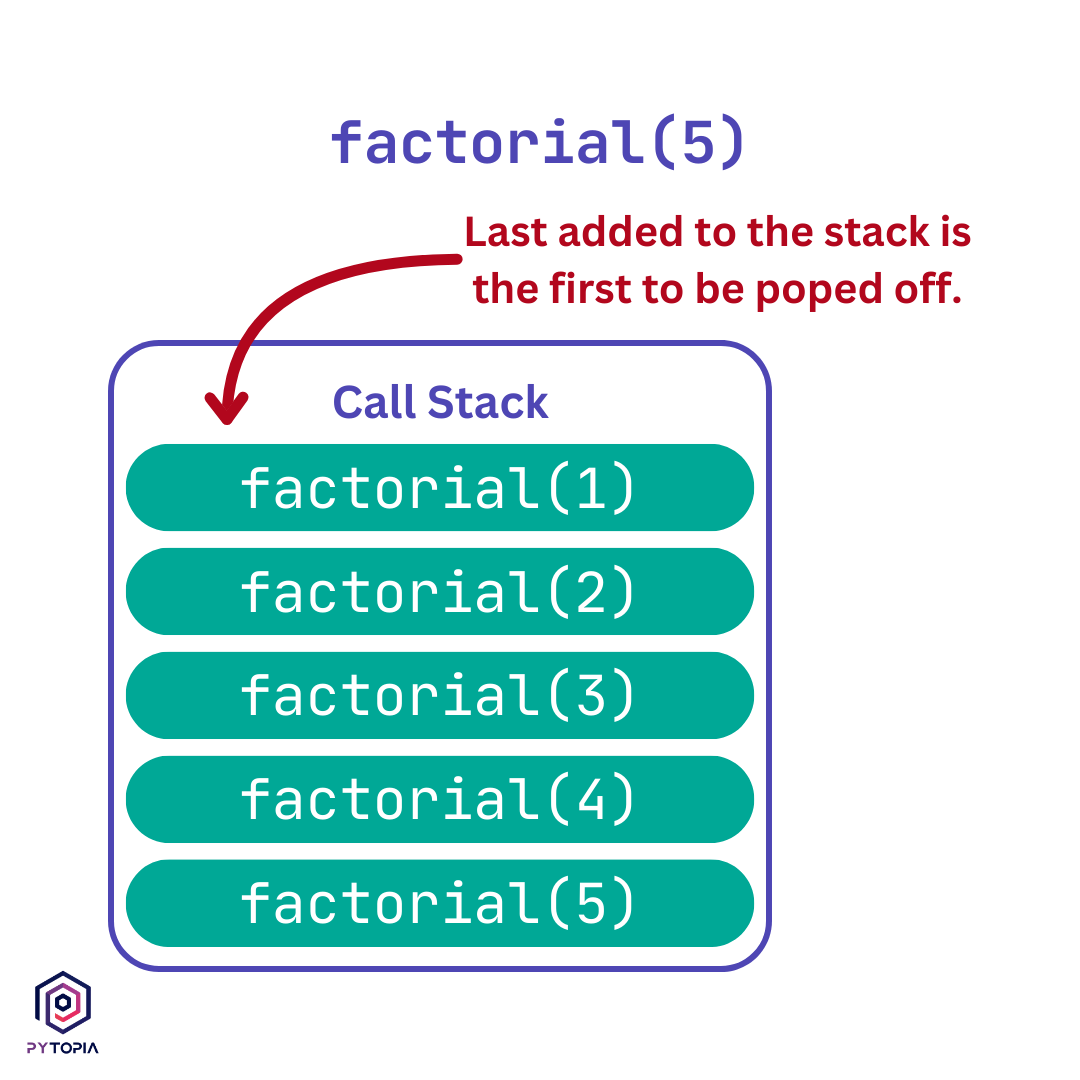 factorial(5)
Last added to the stack is
the first to be poped off.
Call Stack
factorial(1)
factorial(2)
factorial(3)
factorial(4)
factorial(5)
PYTOPIA